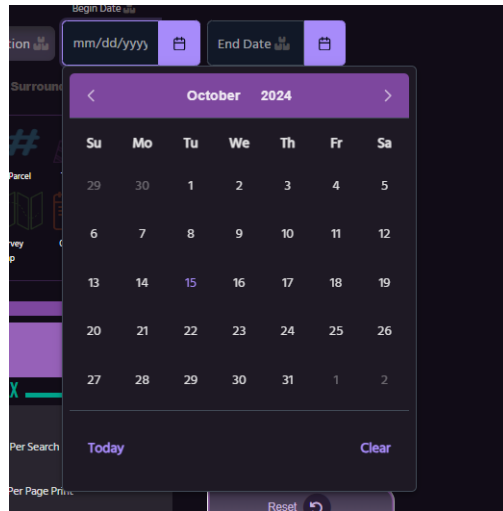 Begin Date
tion mm/dd/yyyy End Date
Surround
October 2024
Su Mo Tu We Th Fr Sa
29 30 1 2 3 4 5
6 7 8 9 10 11 12
13 14 15 16 17 18 19
20 21 22 23 24 25 26
27 28 29 30 31 1 2
Today Clear
#
Parcel
rvey
p
X
Per Search
Per Page Print
Reset